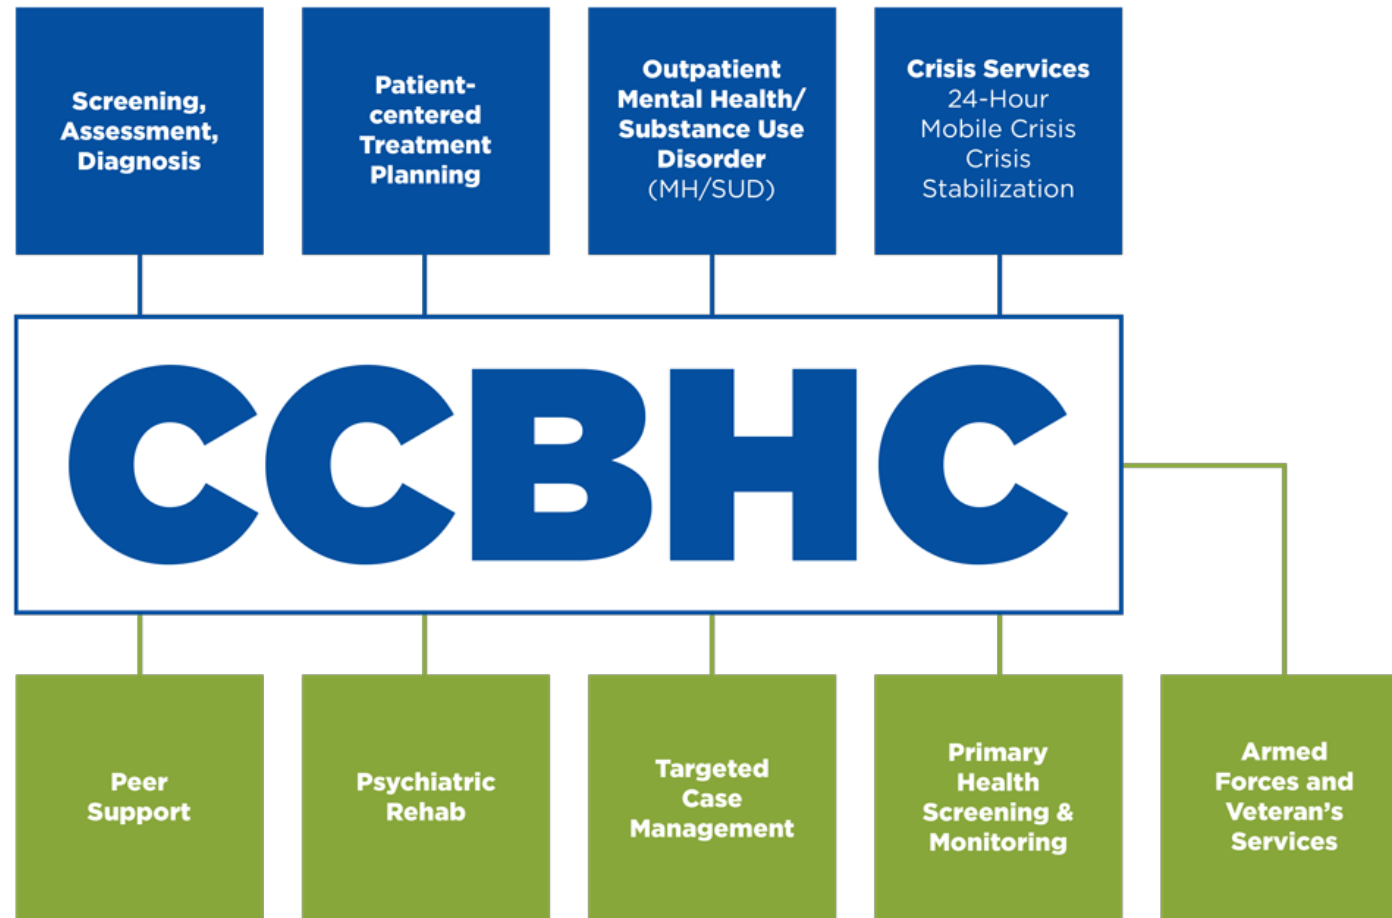 Screening,
Assessment,
Diagnosis
Patient-
centered
Treatment
Planning
Outpatient
Mental Health/
Substance Use
Disorder
(MH/SUD)
Crisis Services
24-Hour
Mobile Crisis
Crisis
Stabilization
CCBHC
Peer
Support
Psychiatric
Rehab
Targeted
Case
Management
Primary
Health
Screening &
Monitoring
Armed
Forces and
Veteran's
Services